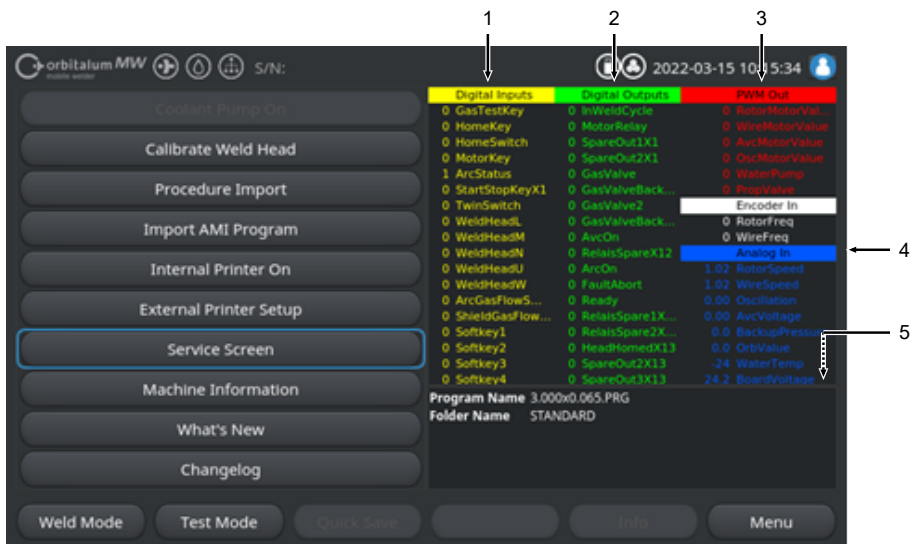 1 2 3
orbitalum MW S/N: 2022-03-15 10:15:34
mobile welder
Coolant Pump On
Calibrate Weld Head
Procedure Import
Import AMI Program
Internal Printer On
External Printer Setup
Service Screen
Machine Information
What's New
Changelog
Digital Inputs
0 GasTestKey
0 HomeKey
0 HomeSwitch
0 MotorKey
1 ArcStatus
0 StartStopKeyX1
0 TwinSwitch
0 WeldHeadL
0 WeldHeadM
0 WeldHeadN
0 WeldHeadU
0 WeldHeadW
0 ArcGasFlowS...
0 ShieldGasFlow...
0 Softkey1
0 Softkey2
0 Softkey3
0 Softkey4
Digital Outputs
0 InWeldCycle
0 MotorRelay
0 SpareOut1X1
0 SpareOut2X1
0 GasValve
0 GasValveBack...
0 GasValve2
0 GasValveBack...
0 AvcOn
0 RelaisSpareX12
0 ArcOn
0 FaultAbort
0 Ready
0 RelaisSpare1X...
0 RelaisSpare2X...
0 HeadHomedX13
0 SpareOut2X13
0 SpareOut3X13
PWM Out
0 RotorMotorVal...
0 WireMotorValue
0 AvcMotorValue
0 OscMotorValue
0 WaterPump
0 PropValve
Encoder In
0 RotorFreq
0 WireFreq
Analog In
1.02 RotorSpeed
1.02 WireSpeed
0.00 Oscillation
0.00 AvcVoltage
0.0 BackupPressure
0.0 OrbValue
-24 WaterTemp
24.2 BoardVoltage
4
5
Program Name 3.000x0.065.PRG
Folder Name STANDARD
Weld Mode Test Mode Quick Save Info Menu